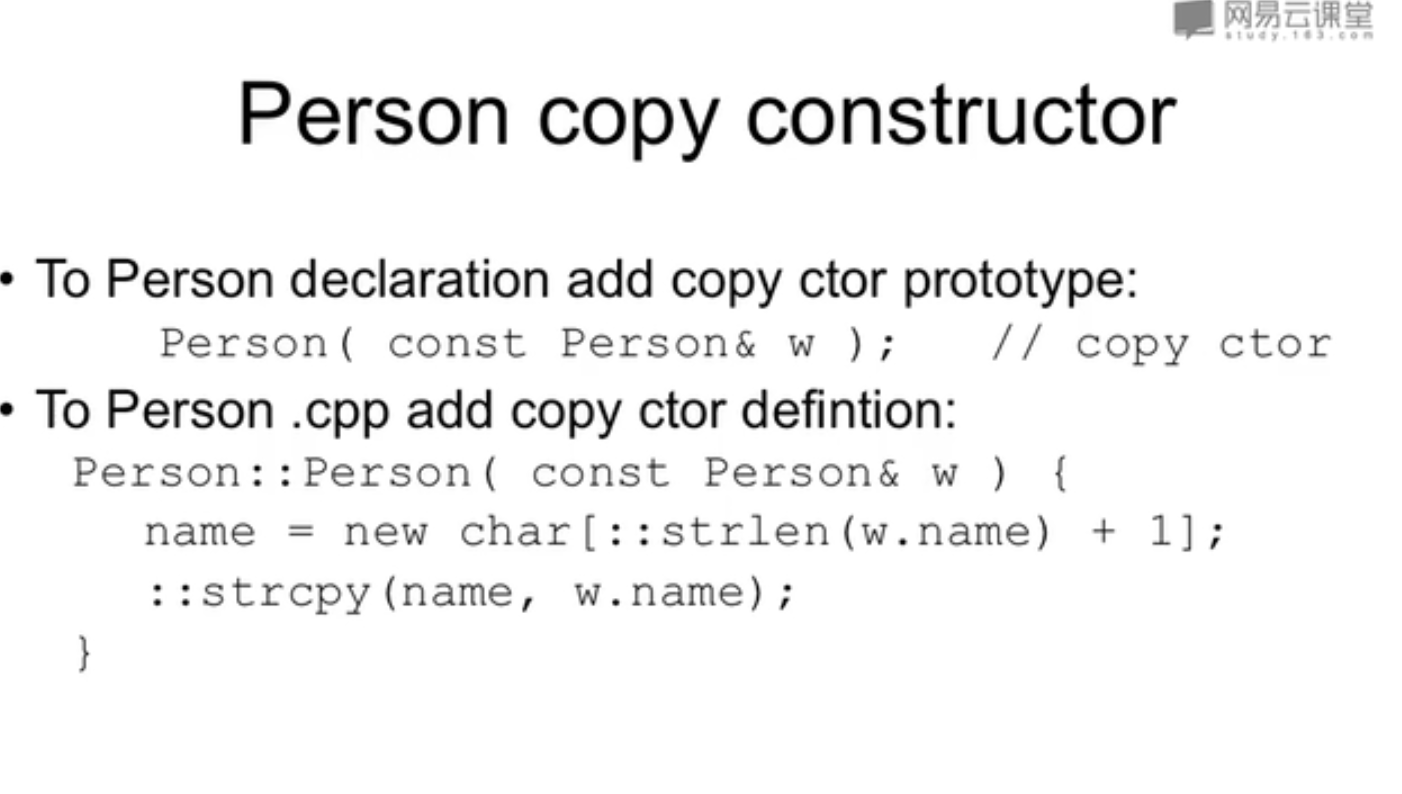 网易云课堂
study.163.com
Person copy constructor
• To Person declaration add copy ctor prototype:
Person( const Person& w );    // copy ctor
• To Person .cpp add copy ctor defintion:
Person::Person( const Person& w ) {
name = new char[::strlen(w.name) + 1];
::strcpy(name, w.name);
}